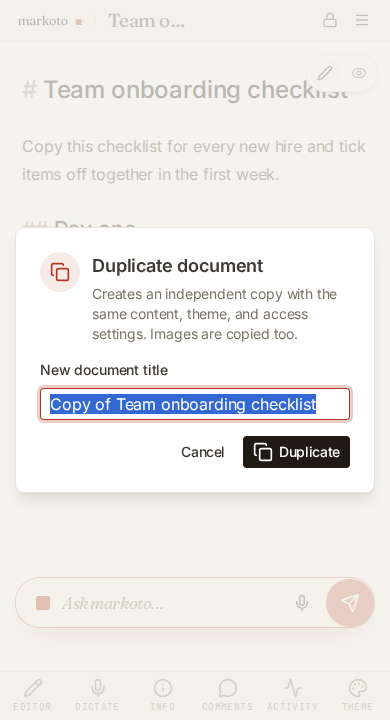 markoto
Team o...
# Team onboarding checklist
Copy this checklist for every new hire and tick
items off together in the first week.
## Day one
Duplicate document
Creates an independent copy with the
same content, theme, and access
settings. Images are copied too.
New document title
Copy of Team onboarding checklist
Cancel
Duplicate
Ask markoto...
EDITOR
DICTATE
INFO
COMMENTS
ACTIVITY
THEME